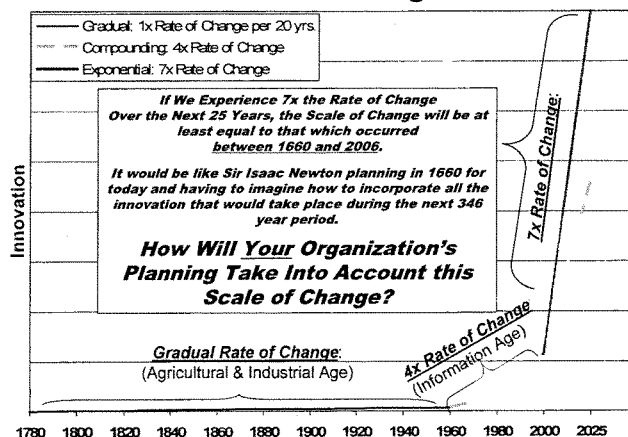 Gradual: 1x Rate of Change per 20 yrs.
Compounding: 4x Rate of Change
Exponential: 7x Rate of Change
If We Experience 7x the Rate of Change
Over the Next 25 Years, the Scale of Change will be at
least equal to that which occurred
between 1660 and 2006.
It would be like Sir Isaac Newton planning in 1660 for
today and having to imagine how to incorporate all the
innovation that would take place during the next 346
year period.
How Will Your Organization's
Planning Take Into Account this
Scale of Change?
Innovation
7x Rate of Change:
Gradual Rate of Change:
(Agricultural & Industrial Age)
4x Rate of Change
(Information Age)
1780 1800 1820 1840 1860 1880 1900 1920 1940 1960 1980 2000 2025